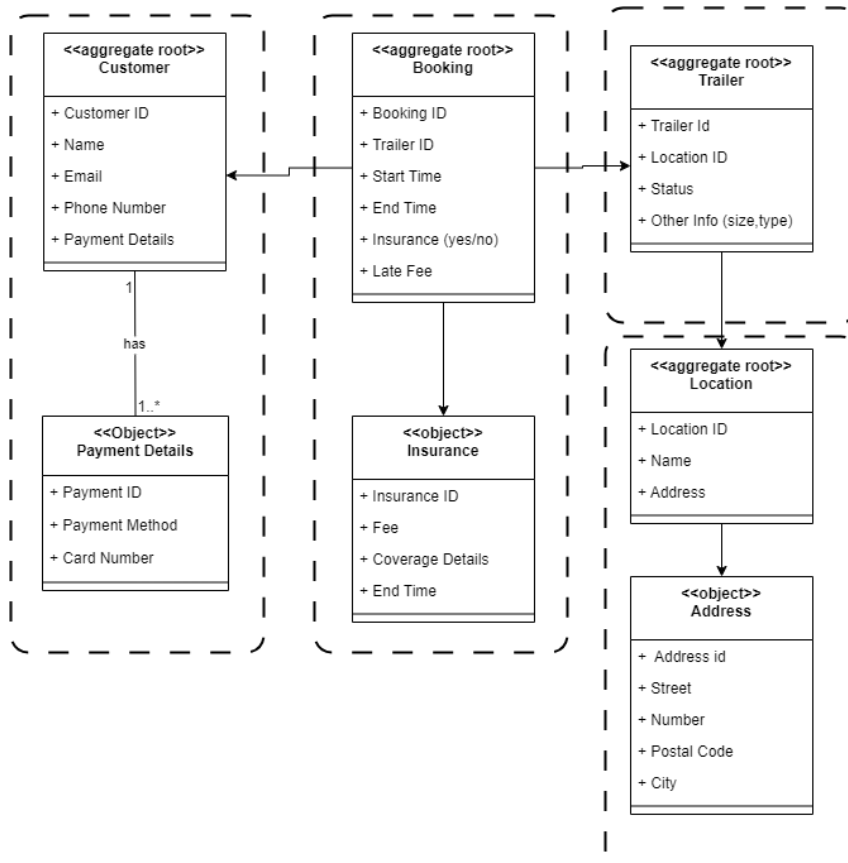 <<aggregate root>>
Customer
+ Customer ID
+ Name
+ Email
+ Phone Number
+ Payment Details
1
has
1..*
<<Object>>
Payment Details
+ Payment ID
+ Payment Method
+ Card Number
<<aggregate root>>
Booking
+ Booking ID
+ Trailer ID
+ Start Time
+ End Time
+ Insurance (yes/no)
+ Late Fee
<<object>>
Insurance
+ Insurance ID
+ Fee
+ Coverage Details
+ End Time
<<aggregate root>>
Trailer
+ Trailer Id
+ Location ID
+ Status
+ Other Info (size,type)
<<aggregate root>>
Location
+ Location ID
+ Name
+ Address
<<object>>
Address
+ Address id
+ Street
+ Number
+ Postal Code
+ City